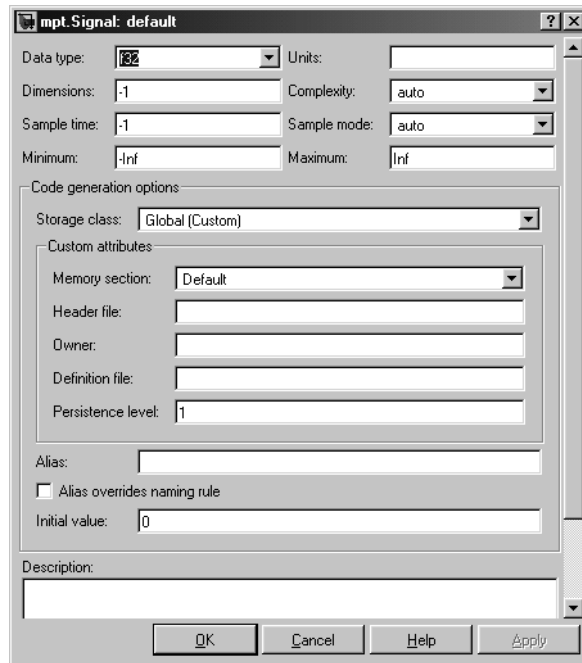 mpt.Signal: default
Data type: f32 Units:
Dimensions: -1 Complexity: auto
Sample time: -1 Sample mode: auto
Minimum: -Inf Maximum: Inf
Code generation options
Storage class: Global (Custom)
Custom attributes
Memory section: Default
Header file:
Owner:
Definition file:
Persistence level: 1
Alias:
Alias overrides naming rule
Initial value: 0
Description:
OK Cancel Help Apply